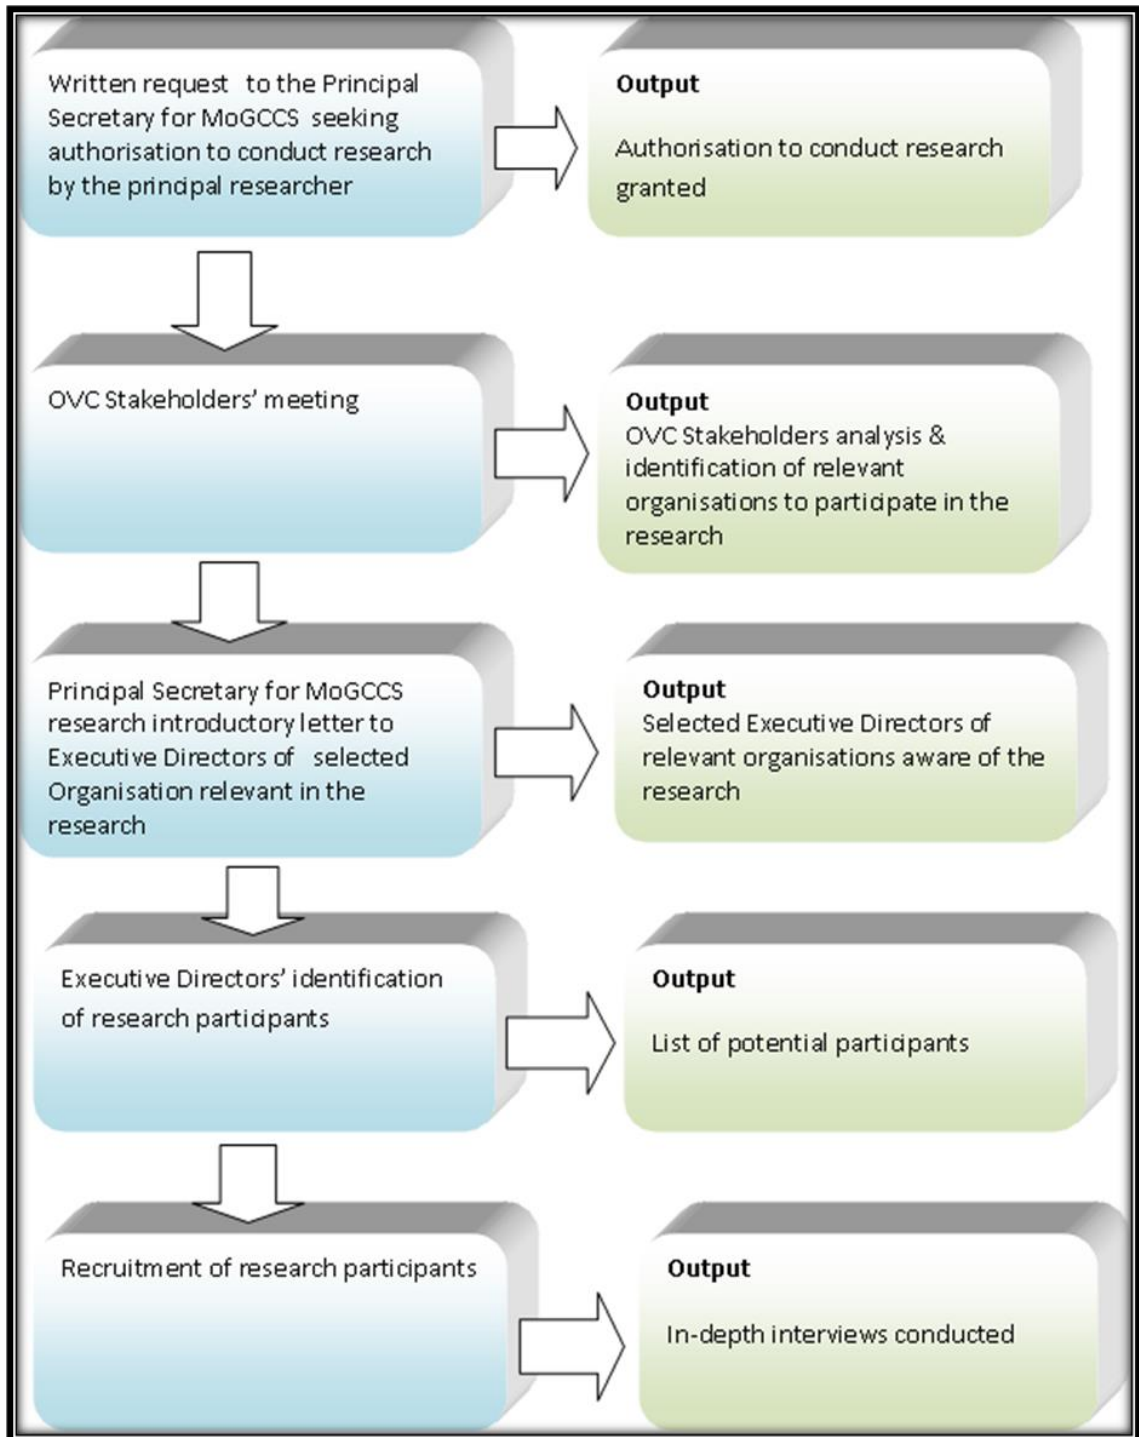 Written request to the Principal
Secretary for MoGCCS seeking
authorisation to conduct research
by the principal researcher
Output
Authorisation to conduct research
granted
OVC Stakeholders' meeting
Output
OVC Stakeholders analysis &
identification of relevant
organisations to participate in the
research
Principal Secretary for MoGCCS
research introductory letter to
Executive Directors of selected
Organisation relevant in the
research
Output
Selected Executive Directors of
relevant organisations aware of the
research
Executive Directors' identification
of research participants
Output
List of potential participants
Recruitment of research participants
Output
In-depth interviews conducted